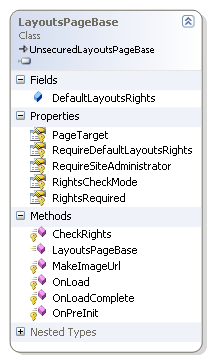 LayoutsPageBase
Class
UnsecuredLayoutsPageBase
Fields
DefaultLayoutsRights
Properties
PageTarget
RequireDefaultLayoutsRights
RequireSiteAdministrator
RightsCheckMode
RightsRequired
Methods
CheckRights
LayoutsPageBase
MakeImageUrl
OnLoad
OnLoadComplete
OnPreInit
Nested Types